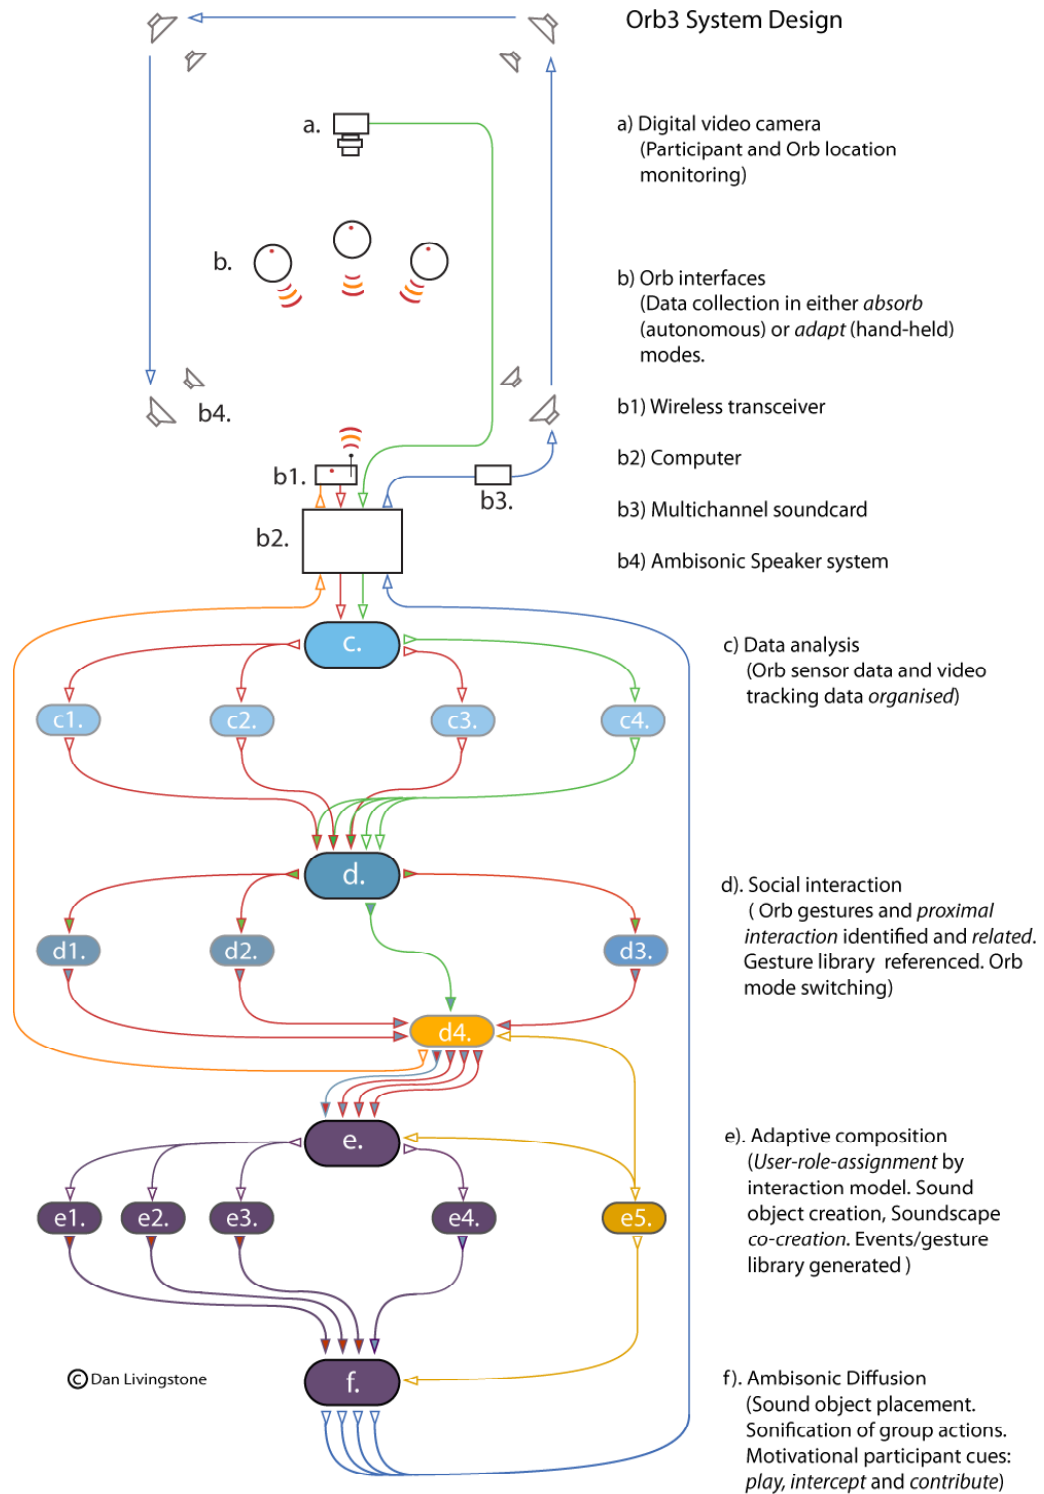 Orb3 System Design
a.
a) Digital video camera
(Participant and Orb location
monitoring)
b.
b) Orb interfaces
(Data collection in either absorb
(autonomous) or adapt (hand-held)
modes.
b4.
b1) Wireless transceiver
b1.
b2) Computer
b3.
b3) Multichannel soundcard
b2.
b4) Ambisonic Speaker system
c.
c) Data analysis
(Orb sensor data and video
tracking data organised)
c1.
c2.
c3.
c4.
d.
d). Social interaction
( Orb gestures and proximal
interaction identified and related.
Gesture library referenced. Orb
mode switching)
d1.
d2.
d3.
d4.
e.
e). Adaptive composition
(User-role-assignment by
interaction model. Sound
object creation, Soundscape
co-creation. Events/gesture
library generated )
e1.
e2.
e3.
e4.
e5.
f.
© Dan Livingstone
f). Ambisonic Diffusion
(Sound object placement.
Sonification of group actions.
Motivational participant cues:
play, intercept and contribute)